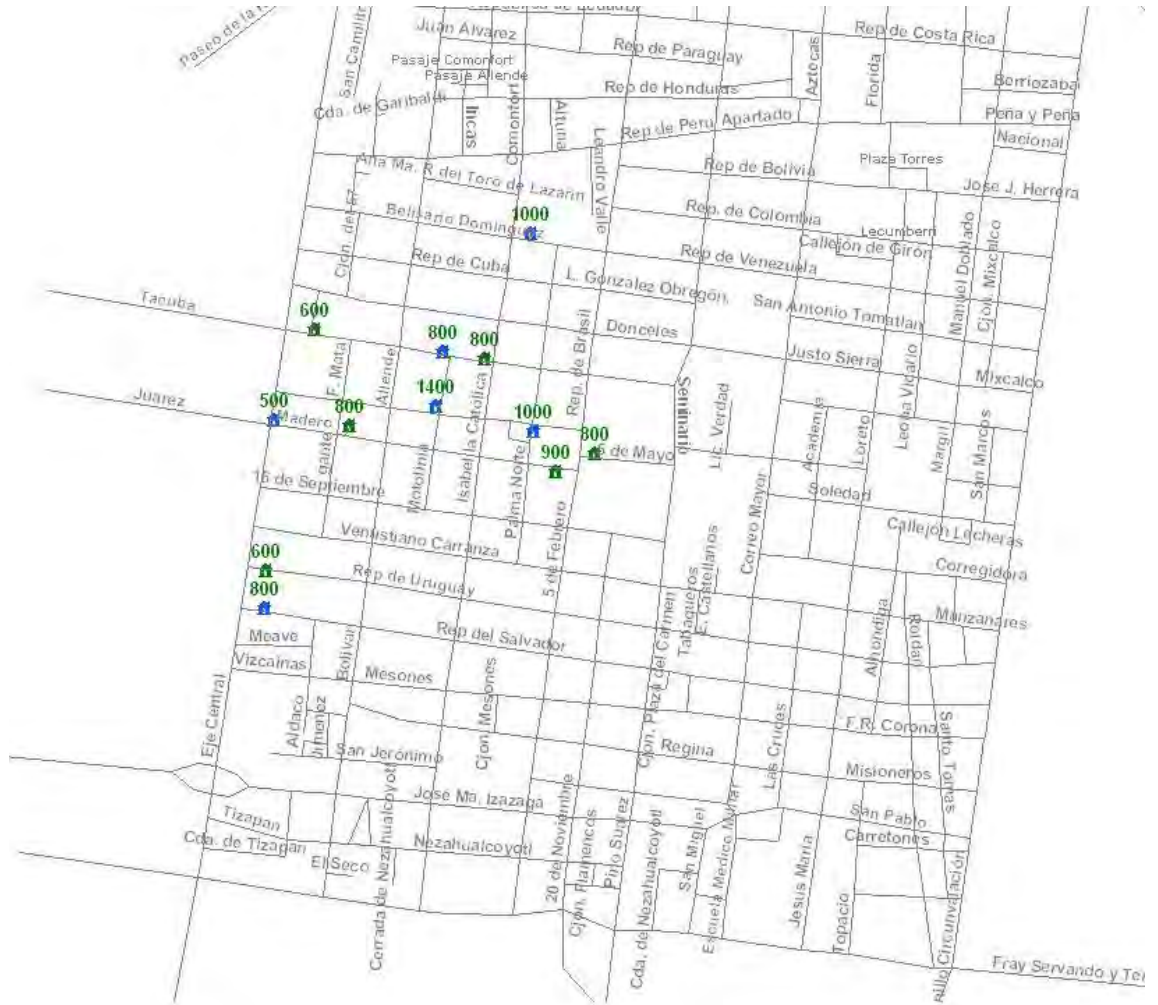 Paseo de la
San Camilito
Juan Alvarez
Rep de Paraguay
Rep de Costa Rica
Pasaje Comonfort
Pasaje Allende
Aztecas
Florida
Berriozaba
Rep de Honduras
Cda. de Garibaldi
Incas
Comonfort
Altuna
Leandro Valle
Rep de Peru
Apartado
Peña y Peña
Nacional
Ana Ma. R del Toro de Lazarin
Rep de Bolivia
Plaza Torres
Jose J. Herrera
Belisario Dominguez
1000
Rep. de Colombia
Lecumberri
Callejón de Girón
Manuel Doblado
Cjon. Mixcalco
Rep de Cuba
Rep de Venezuela
L. Gonzalez Obregón.
San Antonio Tomatlan
Tacuba
600
800
800
Donceles
Rep. de Brasil
Justo Sierra
Mixcalco
F. Mata
Allende
1400
Isabel la Católica
Seminario
Lic. Verdad
Academia
Loreto
Leona Vicario
Margil
San Marcos
Juarez
500
Madero
800
1000
900
800
5 de Mayo
gante
Motolinia
Palma Norte
16 de Septiembre
Soledad
Correo Mayor
Callejón Lecheras
Venustiano Carranza
5 de Febrero
Corregidora
600
Rep de Uruguay
Tabaqueros
E. Castellanos
800
Manzanares
Alhondiga
Roldan
Meave
Rep del Salvador
Vizcaínas
Bolivar
Mesones
Cjon. Plaza del Carmen
Eje Central
Aldaco
Jimenez
San Jerónimo
Cjon. Mesones
Regina
Las Cruces
F.R. Corona
Santo Tomas
Misioneros
Jose Ma. Izazaga
Tizapan
Cda. de Tizapan
El Seco
Cerrada de Nezahualcoyotl
Nezahualcoyotl
20 de Noviembre
Cjon. Flamencos
Pino Suarez
Cda. de Nezahualcoyotl
San Miguel
Escuela Medico Militar
San Pablo
Carretones
Jesus Maria
Topacio
Circunvalación
Fray Servando y Te